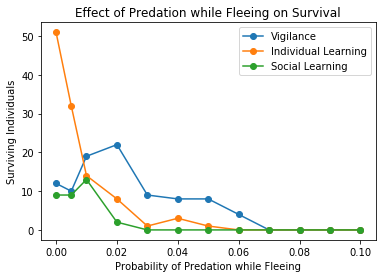 Effect of Predation while Fleeing on Survival
Vigilance
Individual Learning
Social Learning
Surviving Individuals
50
40
30
20
10
0
0.00 0.02 0.04 0.06 0.08 0.10
Probability of Predation while Fleeing